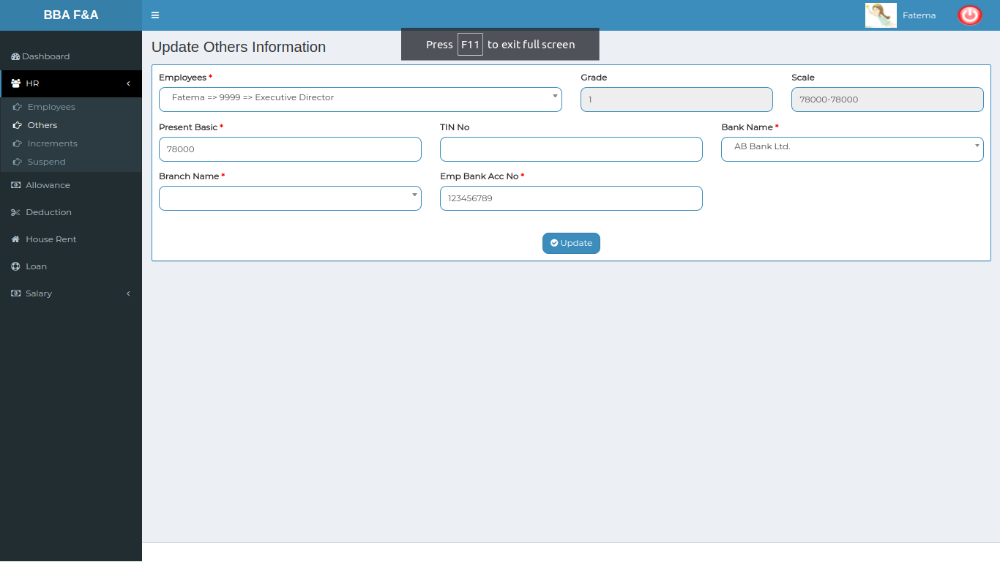 BBA F&A
Fatema
Press F11 to exit full screen
Dashboard
HR
Employees
Others
Increments
Suspend
Allowance
Deduction
House Rent
Loan
Salary
Update Others Information
Employees * Grade Scale
Fatema => 9999 => Executive Director 1 78000-78000
Present Basic * TIN No Bank Name *
78000 AB Bank Ltd.
Branch Name * Emp Bank Acc No *
123456789
Update